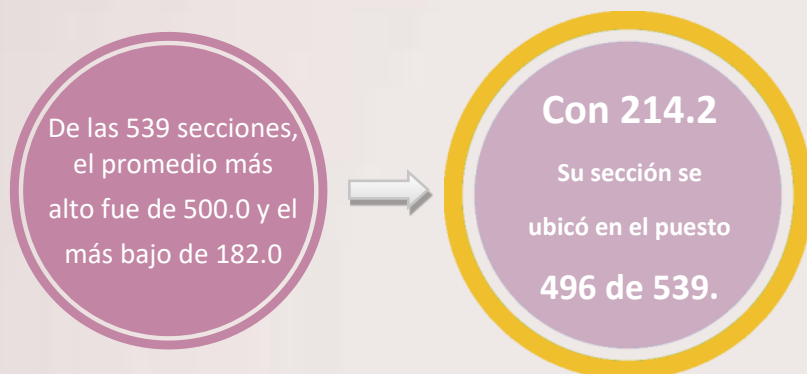 De las 539 secciones,
el promedio más
alto fue de 500.0 y el
más bajo de 182.0
Con 214.2
Su sección se
ubicó en el puesto
496 de 539.